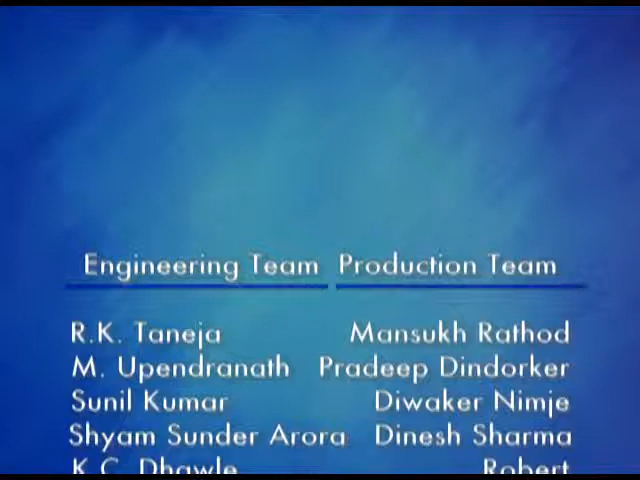 Engineering Team Production Team
R.K. Taneja Mansukh Rathod
M. Upendranath Pradeep Dindorker
Sunil Kumar Diwaker Nimje
Shyam Sunder Arora Dinesh Sharma
K.C. Dhawle Robert